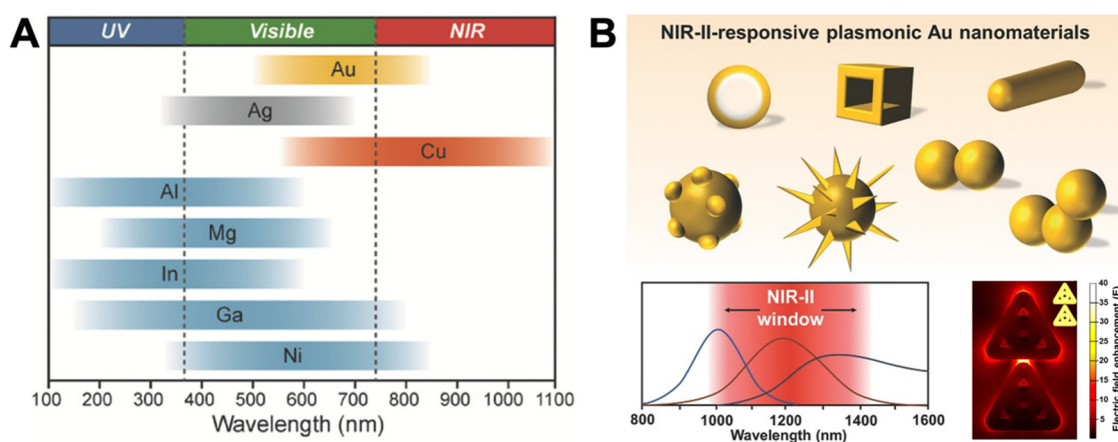 A
UV Visible NIR
Au
Ag
Cu
Al
Mg
In
Ga
Ni
100 200 300 400 500 600 700 800 900 1000 1100
Wavelength (nm)
B
NIR-II-responsive plasmonic Au nanomaterials
NIR-II
window
800 1000 1200 1400 1600
Wavelength (nm)
40
35
30
25
20
15
10
5
Electric field enhancement (E)